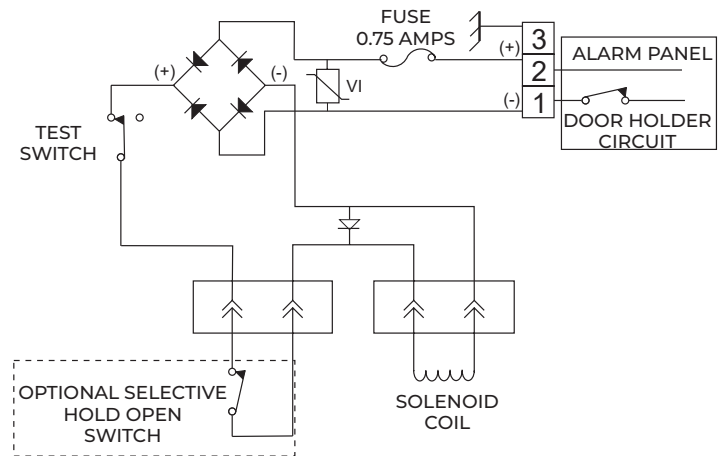 FUSE
0.75 AMPS
3
(+)
2
(-)
1
ALARM PANEL
DOOR HOLDER
CIRCUIT
(+)
(-)
VI
TEST
SWITCH
OPTIONAL SELECTIVE
HOLD OPEN
SWITCH
SOLENOID
COIL